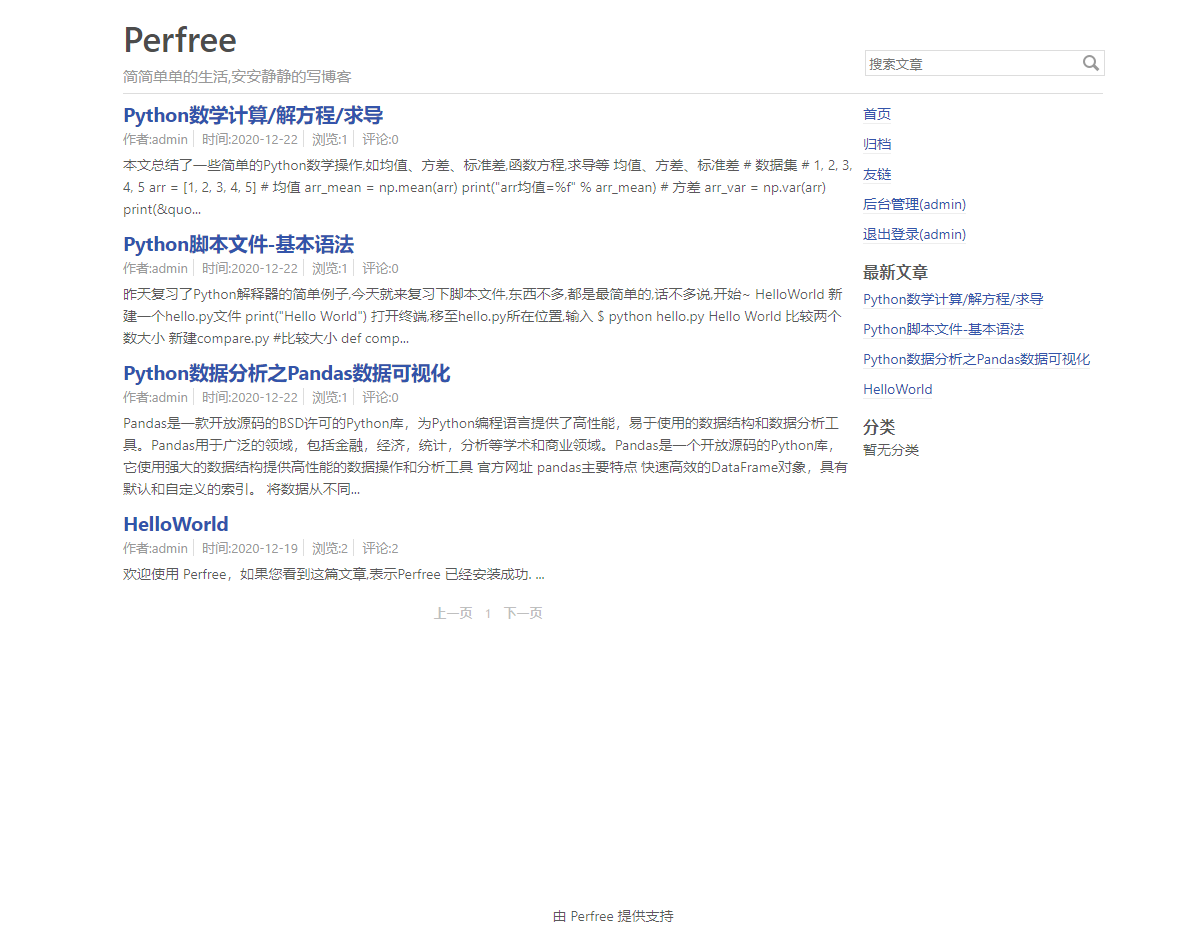 Perfree
简简单单的生活,安安静静的写博客
搜索文章
Python数学计算/解方程/求导
作者:admin 时间:2020-12-22 浏览:1 评论:0
本文总结了一些简单的Python数学操作,如均值、方差、标准差,函数方程,求导等 均值、方差、标准差 # 数据集 # 1, 2, 3,
4, 5 arr = [1, 2, 3, 4, 5] # 均值 arr_mean = np.mean(arr) print("arr均值=%f" % arr_mean) # 方差 arr_var = np.var(arr)
print(&quo...
Python脚本文件-基本语法
作者:admin 时间:2020-12-22 浏览:1 评论:0
昨天复习了Python解释器的简单例子,今天就来复习下脚本文件,东西不多,都是最简单的,话不多说,开始~ HelloWorld 新
建一个hello.py文件 print("Hello World") 打开终端,移至hello.py所在位置,输入 $ python hello.py Hello World 比较两个
数大小 新建compare.py #比较大小 def comp...
Python数据分析之Pandas数据可视化
作者:admin 时间:2020-12-22 浏览:1 评论:0
Pandas是一款开放源码的BSD许可的Python库，为Python编程语言提供了高性能，易于使用的数据结构和数据分析工
具。Pandas用于广泛的领域，包括金融，经济，统计，分析等学术和商业领域。Pandas是一个开放源码的Python库，
它使用强大的数据结构提供高性能的数据操作和分析工具 官方网址 pandas主要特点 快速高效的DataFrame对象，具有
默认和自定义的索引。 将数据从不同...
HelloWorld
作者:admin 时间:2020-12-19 浏览:2 评论:2
欢迎使用 Perfree，如果您看到这篇文章,表示Perfree 已经安装成功. ...
上一页 1 下一页
首页
归档
友链
后台管理(admin)
退出登录(admin)
最新文章
Python数学计算/解方程/求导
Python脚本文件-基本语法
Python数据分析之Pandas数据可视化
HelloWorld
分类
暂无分类
由 Perfree 提供支持